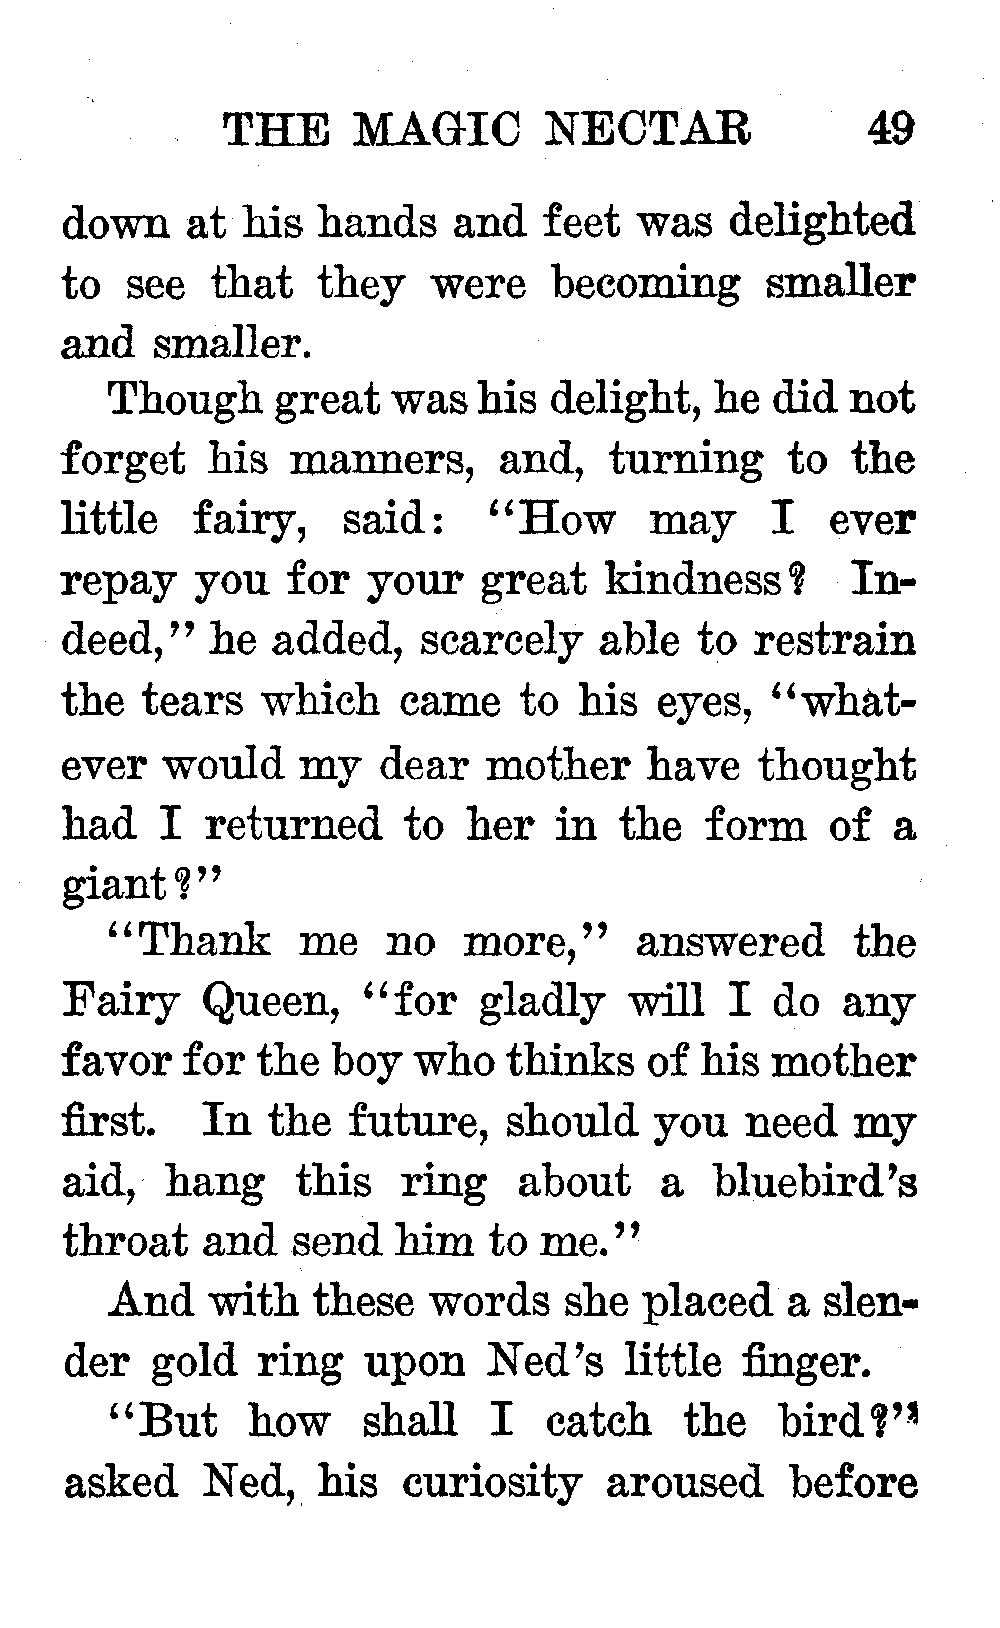 THE MAGIC NECTAR 49
down at his hands and feet was delighted
to see that they were becoming smaller
and smaller.
Though great was his delight, he did not
forget his manners, and, turning to the
little fairy, said: "How may I ever
repay you for your great kindness? In-
deed," he added, scarcely able to restrain
the tears which came to his eyes, "what-
ever would my dear mother have thought
had I returned to her in the form of a
giant?"
"Thank me no more," answered the
Fairy Queen, "for gladly will I do any
favor for the boy who thinks of his mother
first. In the future, should you need my
aid, hang this ring about a bluebird's
throat and send him to me."
And with these words she placed a slen-
der gold ring upon Ned's little finger.
"But how shall I catch the bird?"
asked Ned, his curiosity aroused before